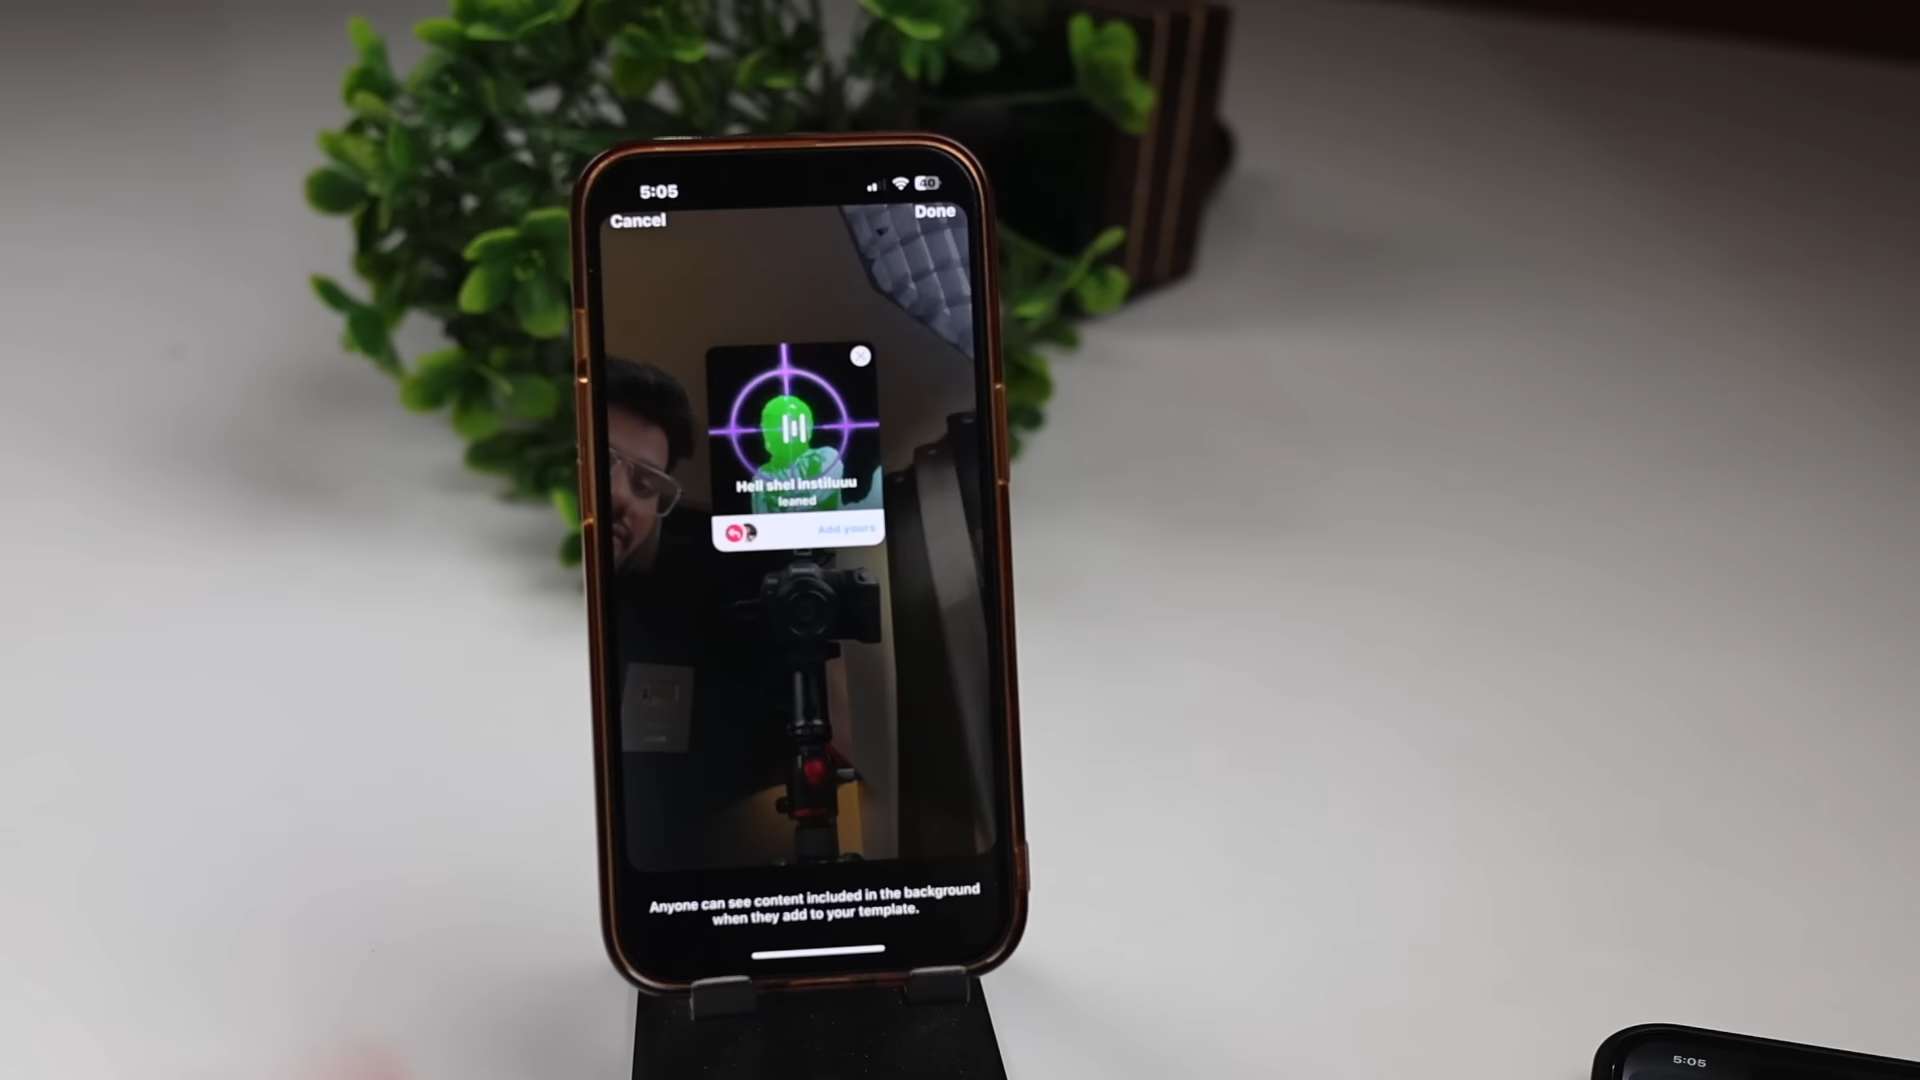 5:05
40
Cancel
Done
Hell shel instiluuu
leaned
Add yours
Anyone can see content included in the background
when they add to your template.
5:05